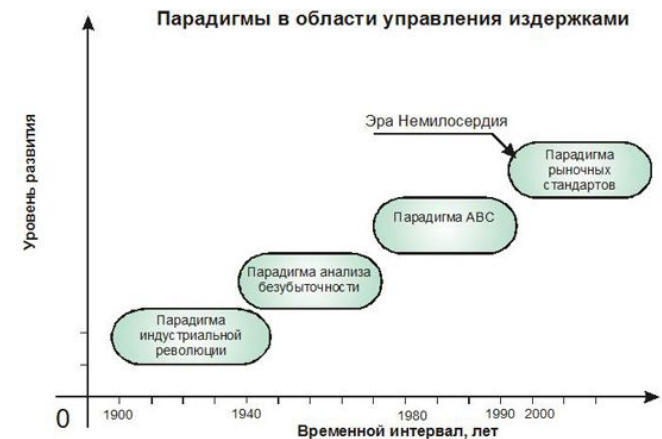 Парадигмы в области управления издержками
Уровень развития
Эра Немилосердия
Парадигма
рыночных
стандартов
Парадигма ABC
Парадигма анализа
безубыточности
Парадигма
индустриальной
революции
0
1900 1940 1980 1990 2000
Временной интервал, лет